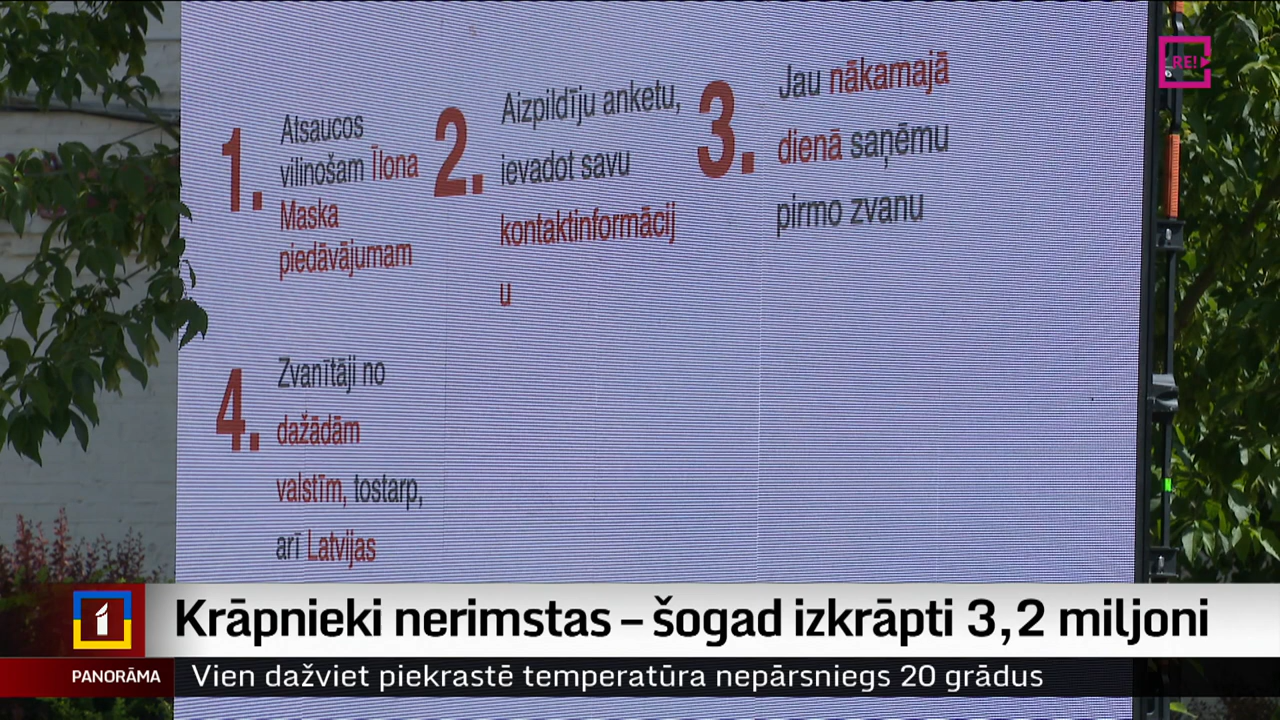 RE!
1.
Atsaucos
vilinošam Īlona
Maska
piedāvājumam
2.
Aizpildīju anketu,
ievadot savu
kontaktinformācij
u
3.
Jau nākamajā
dienā saņēmu
pirmo zvanu
4.
Zvanītāji no
dažādām
valstīm, tostarp,
arī Latvijas
1
Krāpnieki nerimstas – šogad izkrāpti 3,2 miljoni
PANORĀMA
Vien dažviet piekrastē temperatūra nepārsniegs 20 grādus